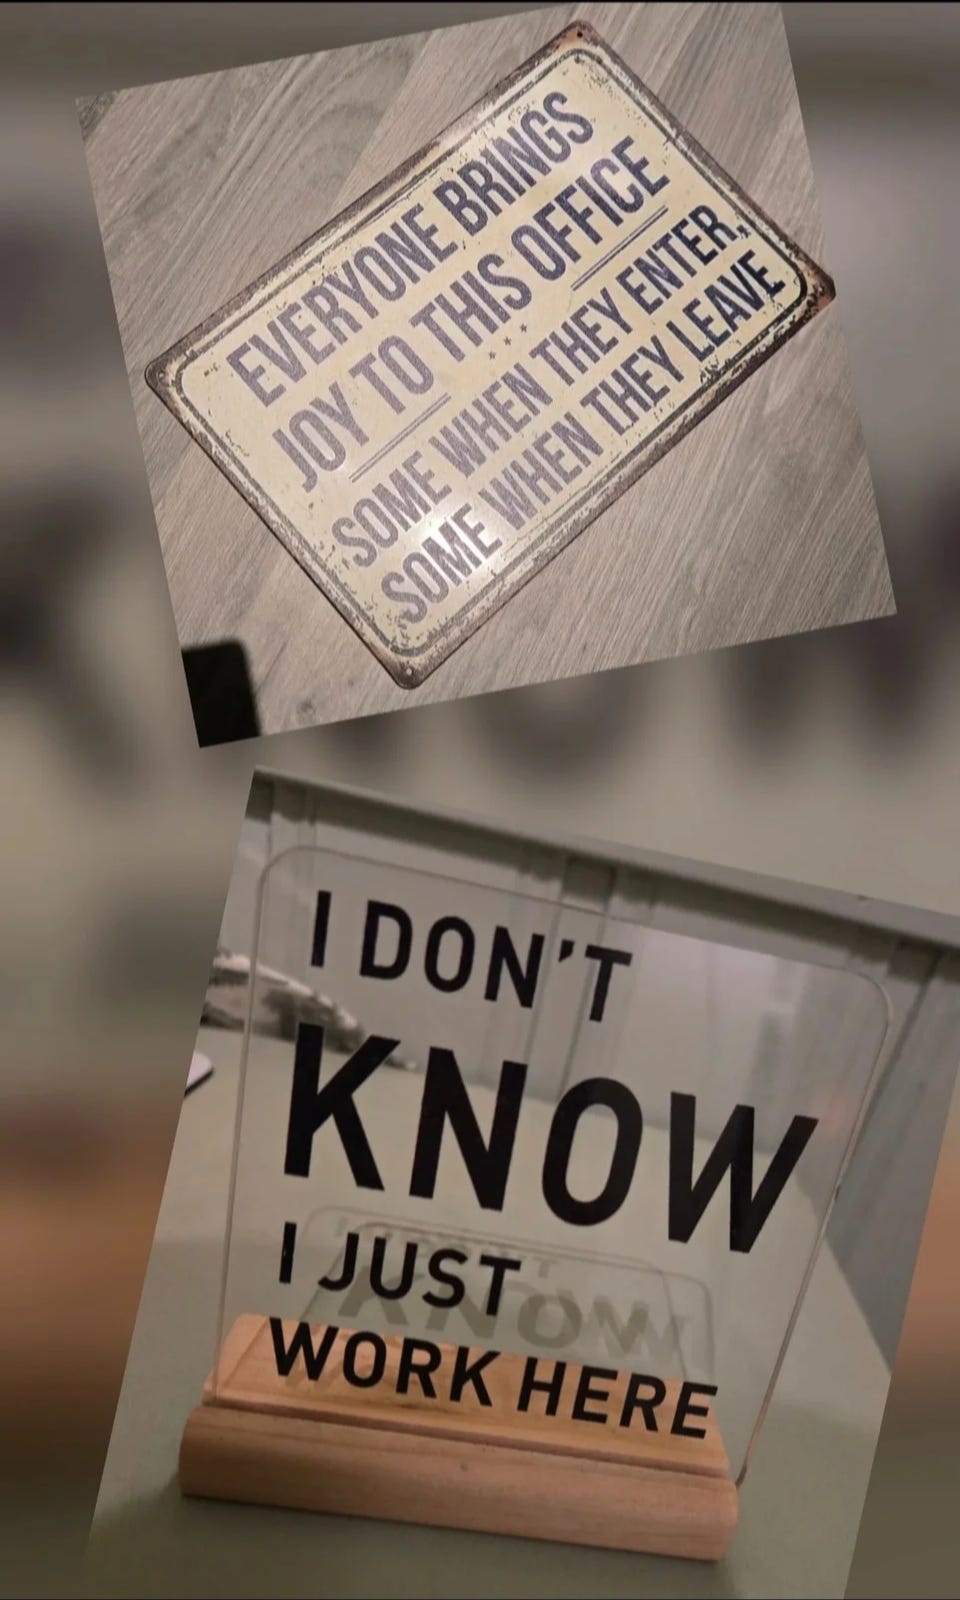 EVERYONE BRINGS
JOY TO THIS OFFICE
SOME WHEN THEY ENTER,
SOME WHEN THEY LEAVE
I DON'T
KNOW
I JUST
WORK HERE